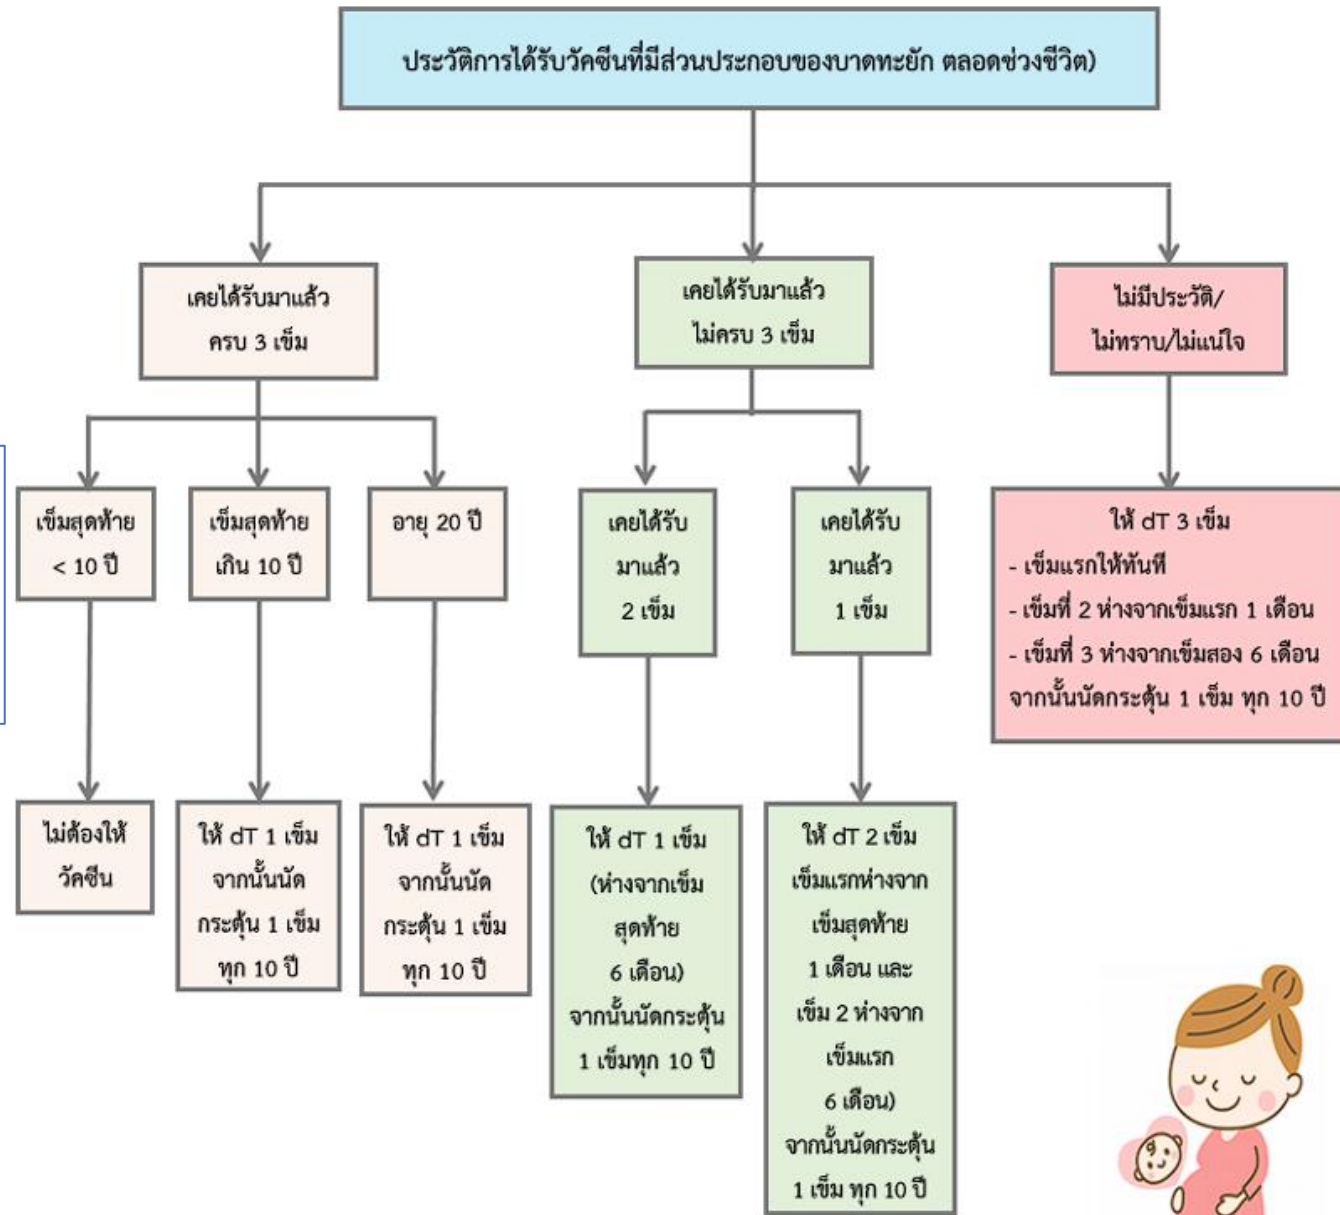 ประวัติการได้รับวัคซีนที่มีส่วนประกอบของบาดทะยัก ตลอดช่วงชีวิต)
เคยได้รับมาแล้ว
ครบ 3 เข็ม
เคยได้รับมาแล้ว
ไม่ครบ 3 เข็ม
ไม่มีประวัติ/
ไม่ทราบ/ไม่แน่ใจ
เข็มสุดท้าย
< 10 ปี
เข็มสุดท้าย
เกิน 10 ปี
อายุ 20 ปี
เคยได้รับ
มาแล้ว
2 เข็ม
เคยได้รับ
มาแล้ว
1 เข็ม
ให้ dT 3 เข็ม
- เข็มแรกให้ทันที
- เข็มที่ 2 ห่างจากเข็มแรก 1 เดือน
- เข็มที่ 3 ห่างจากเข็มสอง 6 เดือน
จากนั้นนัดกระตุ้น 1 เข็ม ทุก 10 ปี
ไม่ต้องให้
วัคซีน
ให้ dT 1 เข็ม
จากนั้นนัด
กระตุ้น 1 เข็ม
ทุก 10 ปี
ให้ dT 1 เข็ม
จากนั้นนัด
กระตุ้น 1 เข็ม
ทุก 10 ปี
ให้ dT 1 เข็ม
(ห่างจากเข็ม
สุดท้าย
6 เดือน)
จากนั้นนัดกระตุ้น
1 เข็มทุก 10 ปี
ให้ dT 2 เข็ม
เข็มแรกห่างจาก
เข็มสุดท้าย
1 เดือน และ
เข็ม 2 ห่างจาก
เข็มแรก
6 เดือน)
จากนั้นนัดกระตุ้น
1 เข็ม ทุก 10 ปี